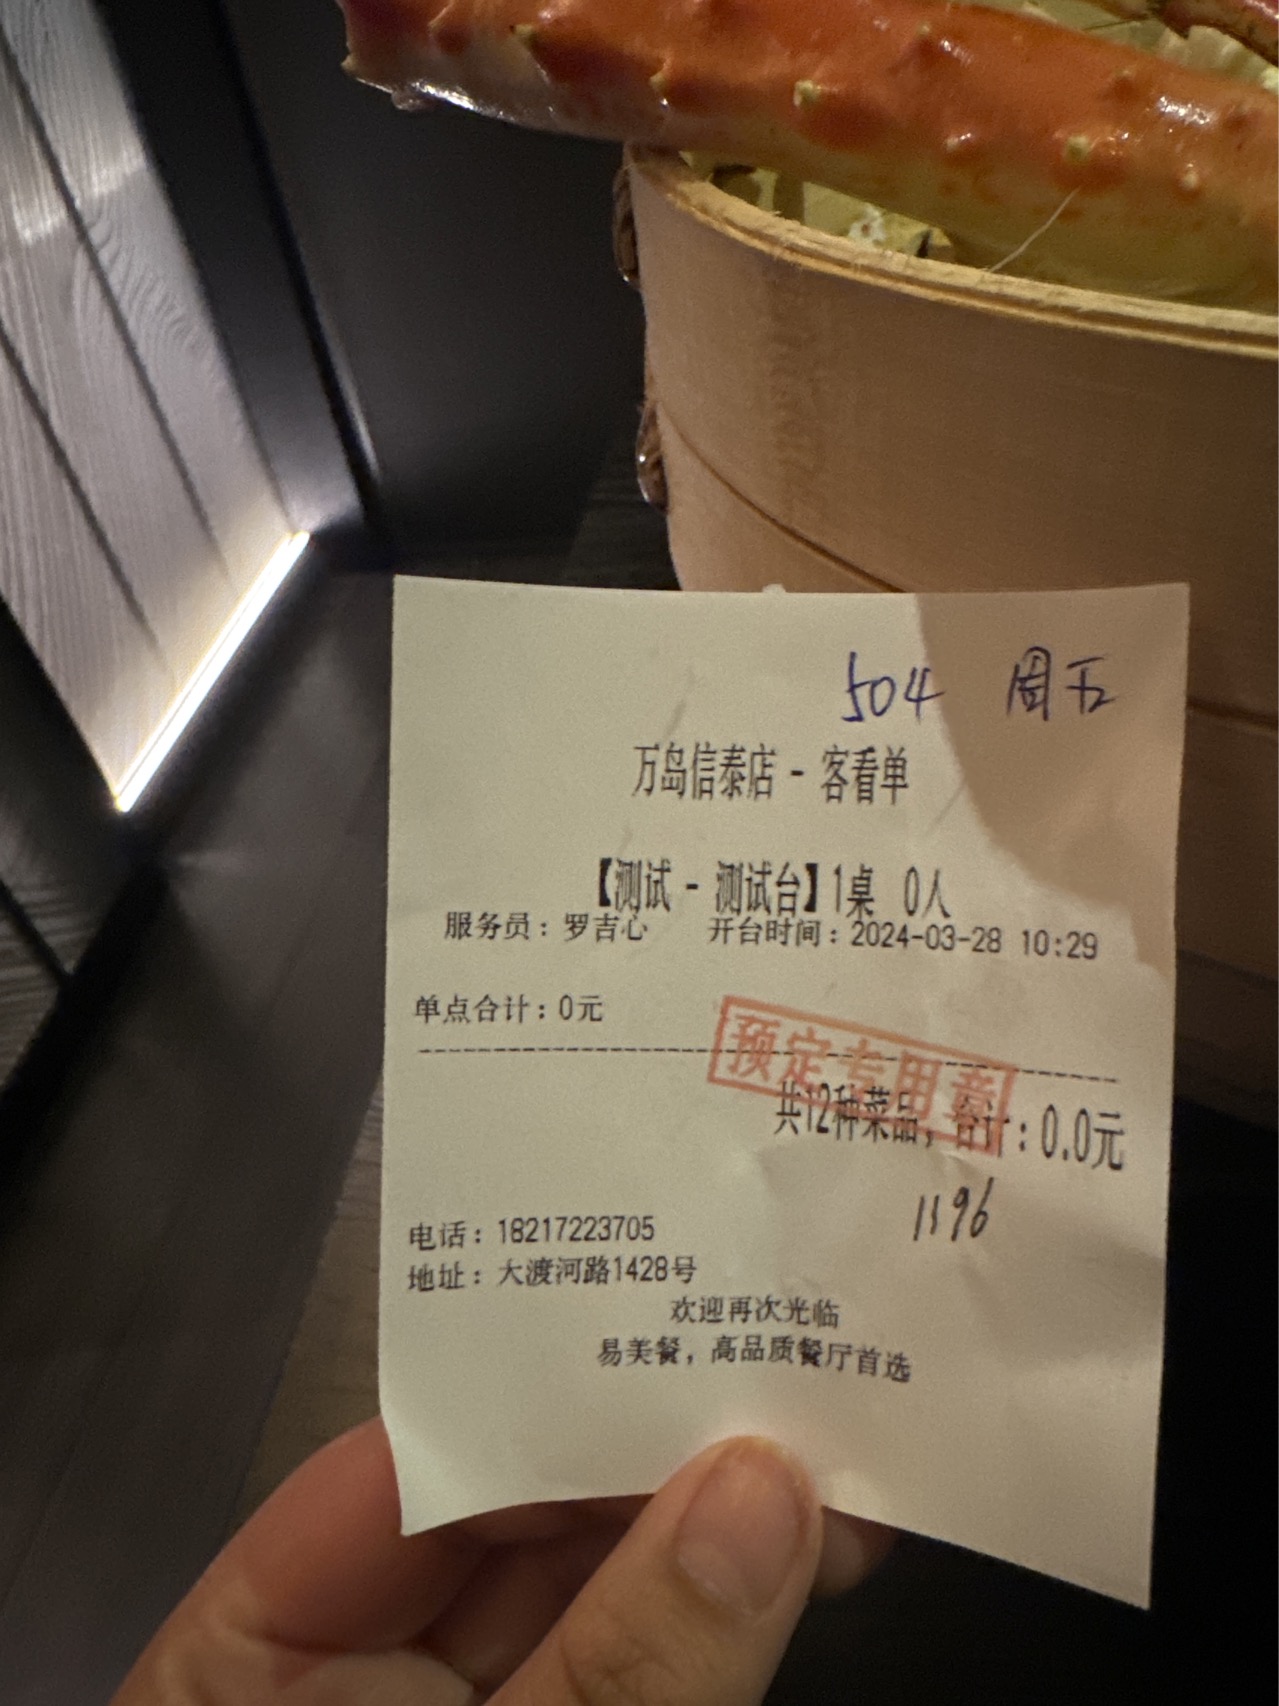 504 周五
万岛信泰店 - 客看单
【测试 - 测试台】1桌 0人
服务员：罗吉心 开台时间：2024-03-28 10:29
单点合计：0元
预定专用章
共12种菜品，合计：0.0元
1196
电话：18217223705
地址：大渡河路1428号
欢迎再次光临
易美餐，高品质餐厅首选